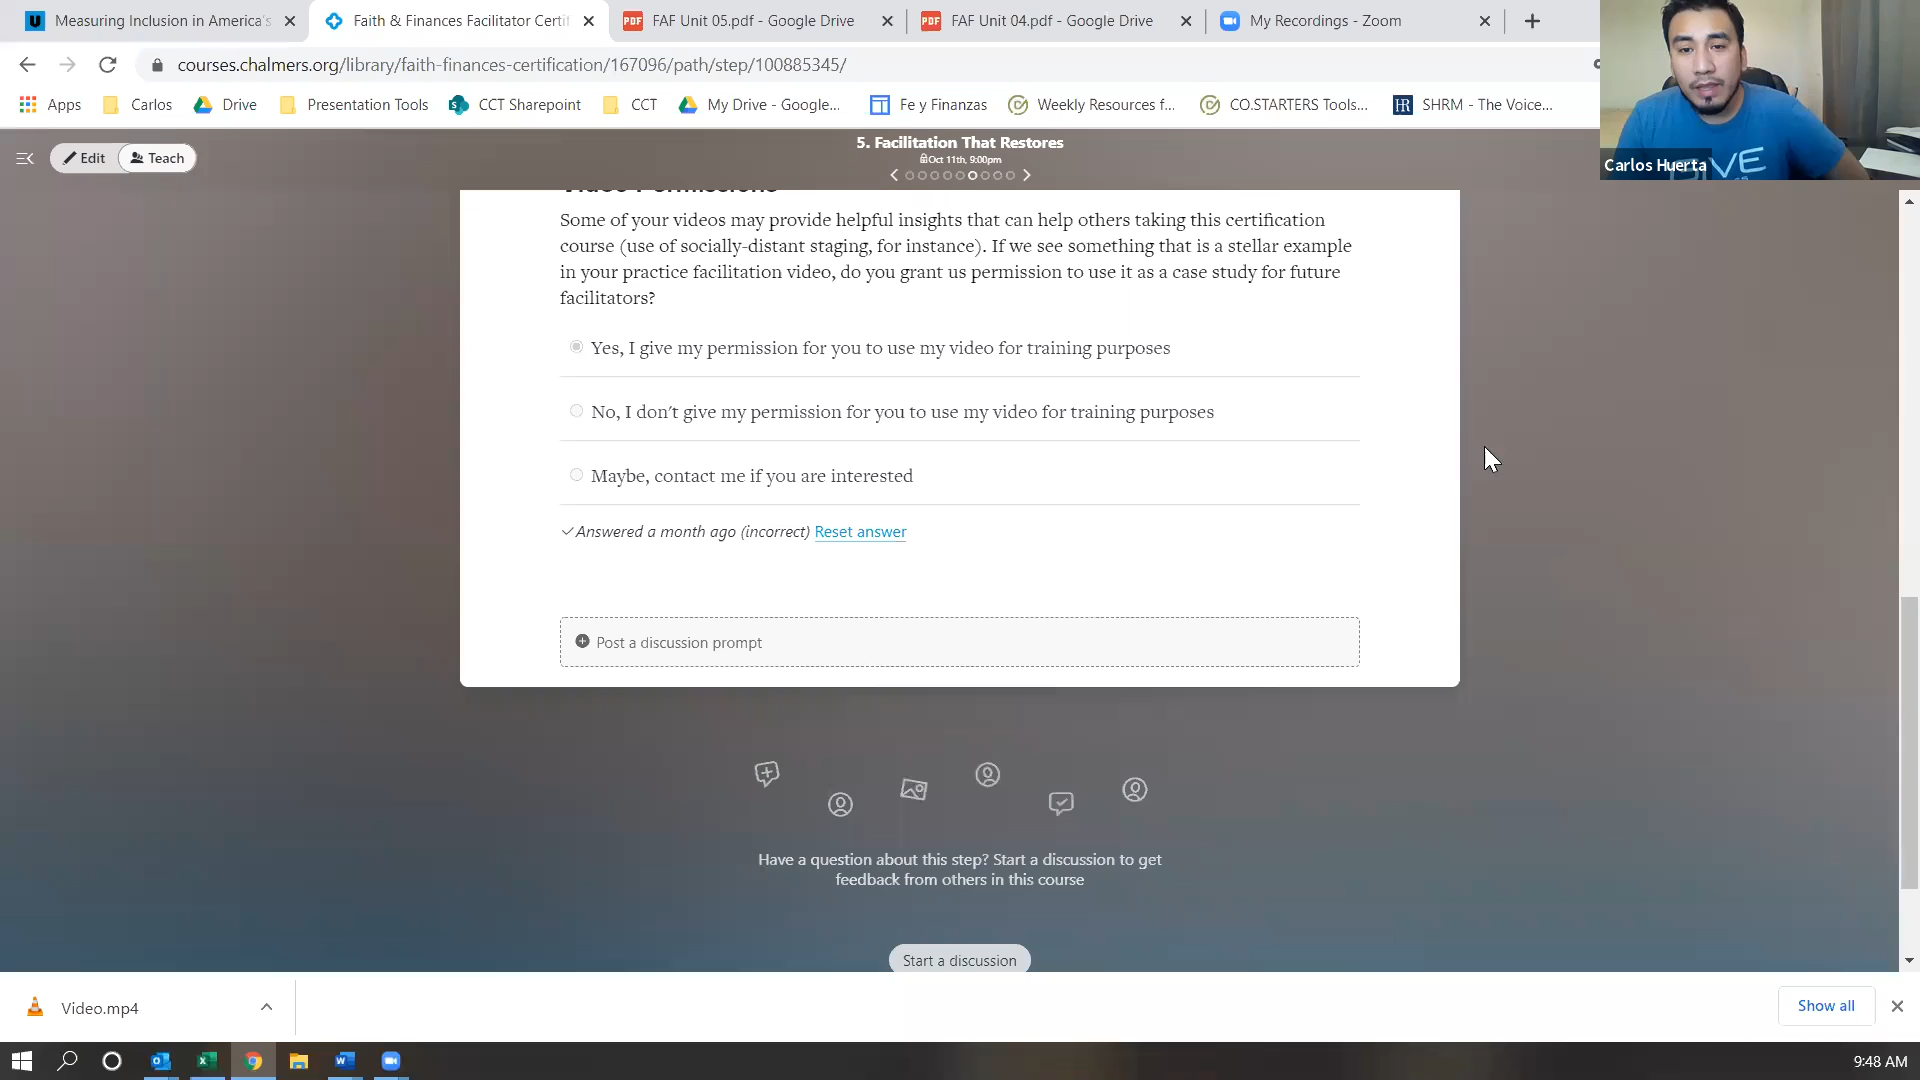 Measuring Inclusion in America's
Faith & Finances Facilitator Certif
PDF FAF Unit 05.pdf - Google Drive
PDF FAF Unit 04.pdf - Google Drive
My Recordings - Zoom
courses.chalmers.org/library/faith-finances-certification/167096/path/step/100885345/
Apps
Carlos
Drive
Presentation Tools
CCT Sharepoint
CCT
My Drive - Google...
Fe y Finanzas
Weekly Resources f...
CO.STARTERS Tools...
SHRM - The Voice...
Edit
Teach
5. Facilitation That Restores
Oct 11th, 9:00pm
Carlos Huerta
Video Permissions
Some of your videos may provide helpful insights that can help others taking this certification
course (use of socially-distant staging, for instance). If we see something that is a stellar example
in your practice facilitation video, do you grant us permission to use it as a case study for future
facilitators?
Yes, I give my permission for you to use my video for training purposes
No, I don't give my permission for you to use my video for training purposes
Maybe, contact me if you are interested
Answered a month ago (incorrect) Reset answer
Post a discussion prompt
Have a question about this step? Start a discussion to get
feedback from others in this course
Start a discussion
Video.mp4
Show all
9:48 AM